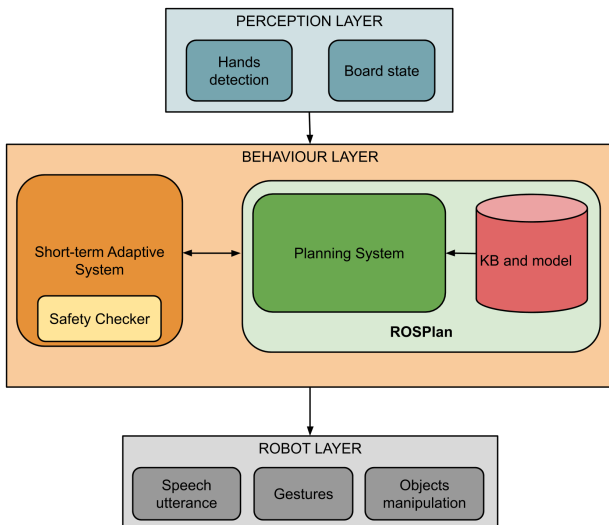 PERCEPTION LAYER
Hands
detection
Board state
BEHAVIOUR LAYER
Short-term Adaptive
System
Safety Checker
Planning System
KB and model
ROSPlan
ROBOT LAYER
Speech
utterance
Gestures
Objects
manipulation